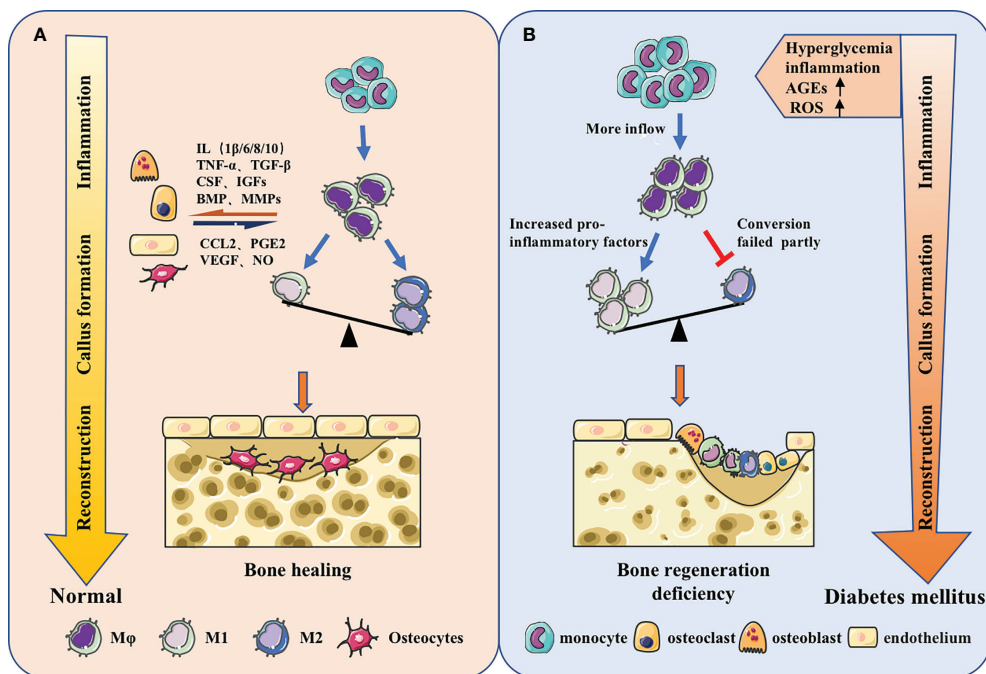 A
Inflammation
Callus formation
Reconstruction
Normal
IL（1β/6/8/10）
TNF-α、TGF-β
CSF、IGFs
BMP、MMPs
CCL2、PGE2
VEGF、NO
Bone healing
Mφ
M1
M2
Osteocytes
B
Hyperglycemia
inflammation
AGEs
ROS
More inflow
Increased pro-
inflammatory factors
Conversion
failed partly
Inflammation
Callus formation
Reconstruction
Bone regeneration
deficiency
Diabetes mellitus
monocyte
osteoclast
osteoblast
endothelium